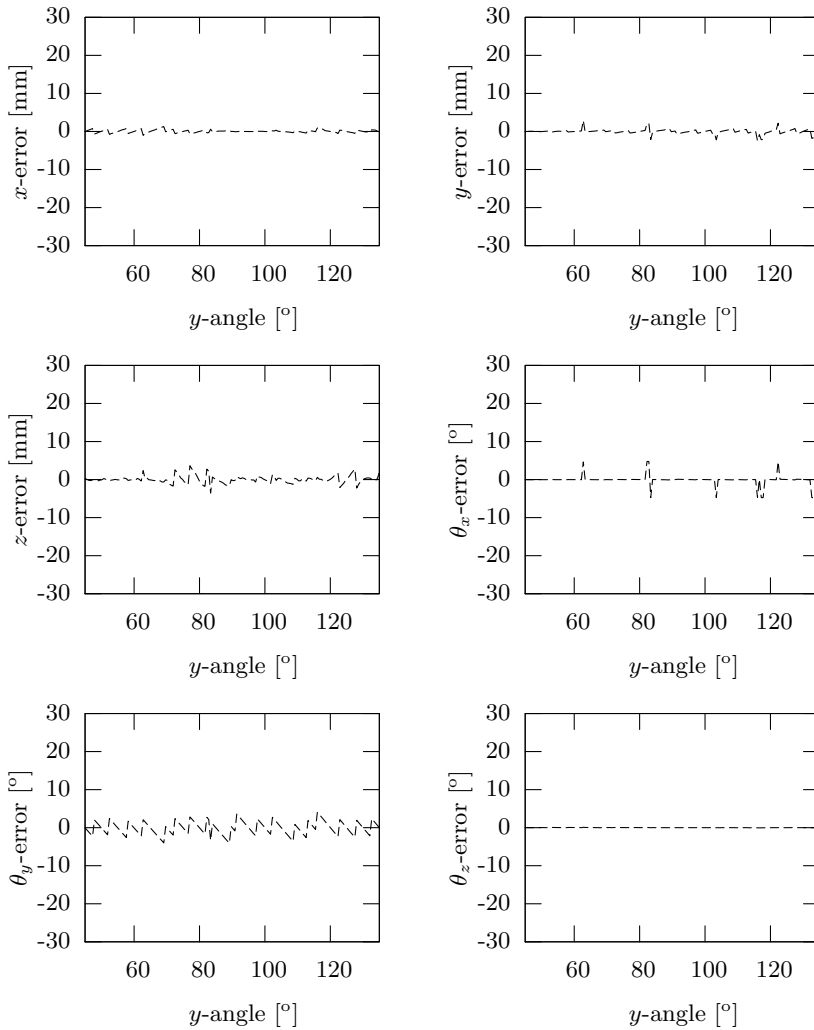 30
20
10
0
-10
-20
-30
x-error [mm]
60 80 100 120
y-angle [°]
30
20
10
0
-10
-20
-30
y-error [mm]
60 80 100 120
y-angle [°]
30
20
10
0
-10
-20
-30
z-error [mm]
60 80 100 120
y-angle [°]
30
20
10
0
-10
-20
-30
θx-error [°]
60 80 100 120
y-angle [°]
30
20
10
0
-10
-20
-30
θy-error [°]
60 80 100 120
y-angle [°]
30
20
10
0
-10
-20
-30
θz-error [°]
60 80 100 120
y-angle [°]